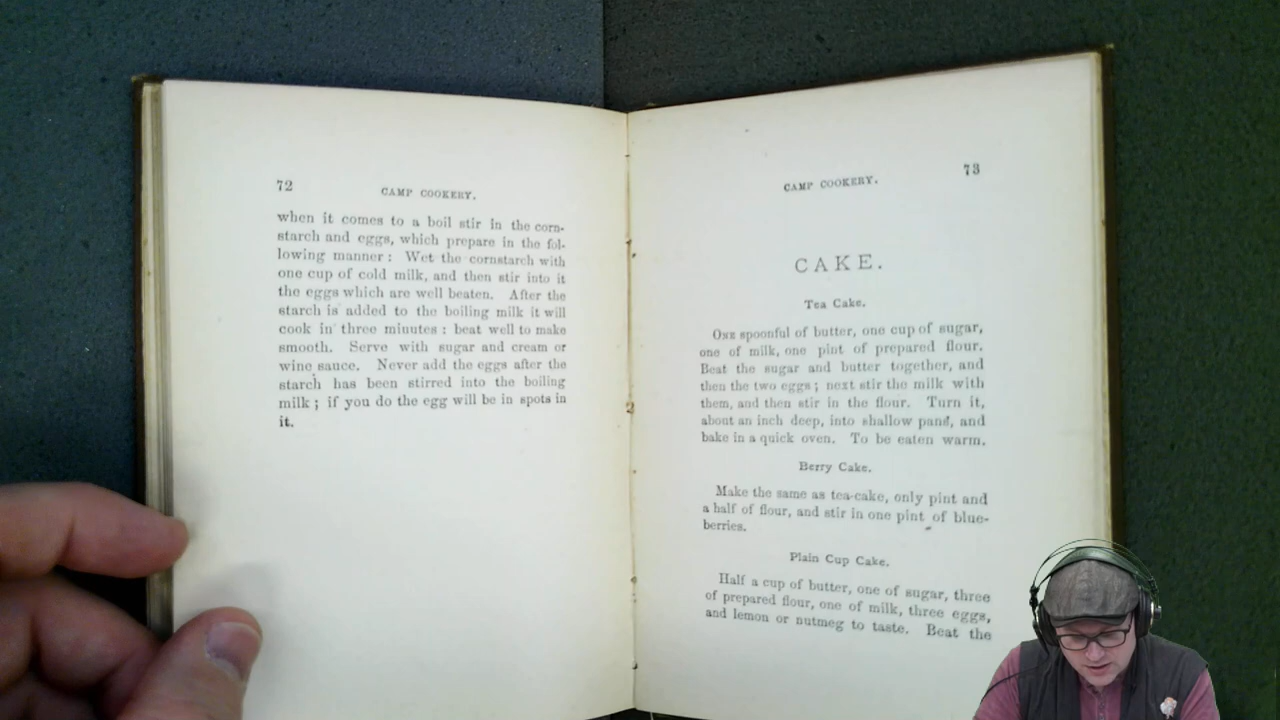 72
CAMP COOKERY.
when it comes to a boil stir in the corn-
starch and eggs, which prepare in the fol-
lowing manner: Wet the cornstarch with
one cup of cold milk, and then stir into it
the eggs which are well beaten. After the
starch is added to the boiling milk it will
cook in three minutes: beat well to make
smooth. Serve with sugar and cream or
wine sauce. Never add the eggs after the
starch has been stirred into the boiling
milk; if you do the egg will be in spots in
it.
CAMP COOKERY.
73
CAKE.
Tea Cake.
ONE spoonful of butter, one cup of sugar,
one of milk, one pint of prepared flour.
Beat the sugar and butter together, and
then the two eggs; next stir the milk with
them, and then stir in the flour. Turn it,
about an inch deep, into shallow pans, and
bake in a quick oven. To be eaten warm.
Berry Cake.
Make the same as tea-cake, only pint and
a half of flour, and stir in one pint of blue-
berries.
Plain Cup Cake.
Half a cup of butter, one of sugar, three
of prepared flour, one of milk, three eggs,
and lemon or nutmeg to taste. Beat the